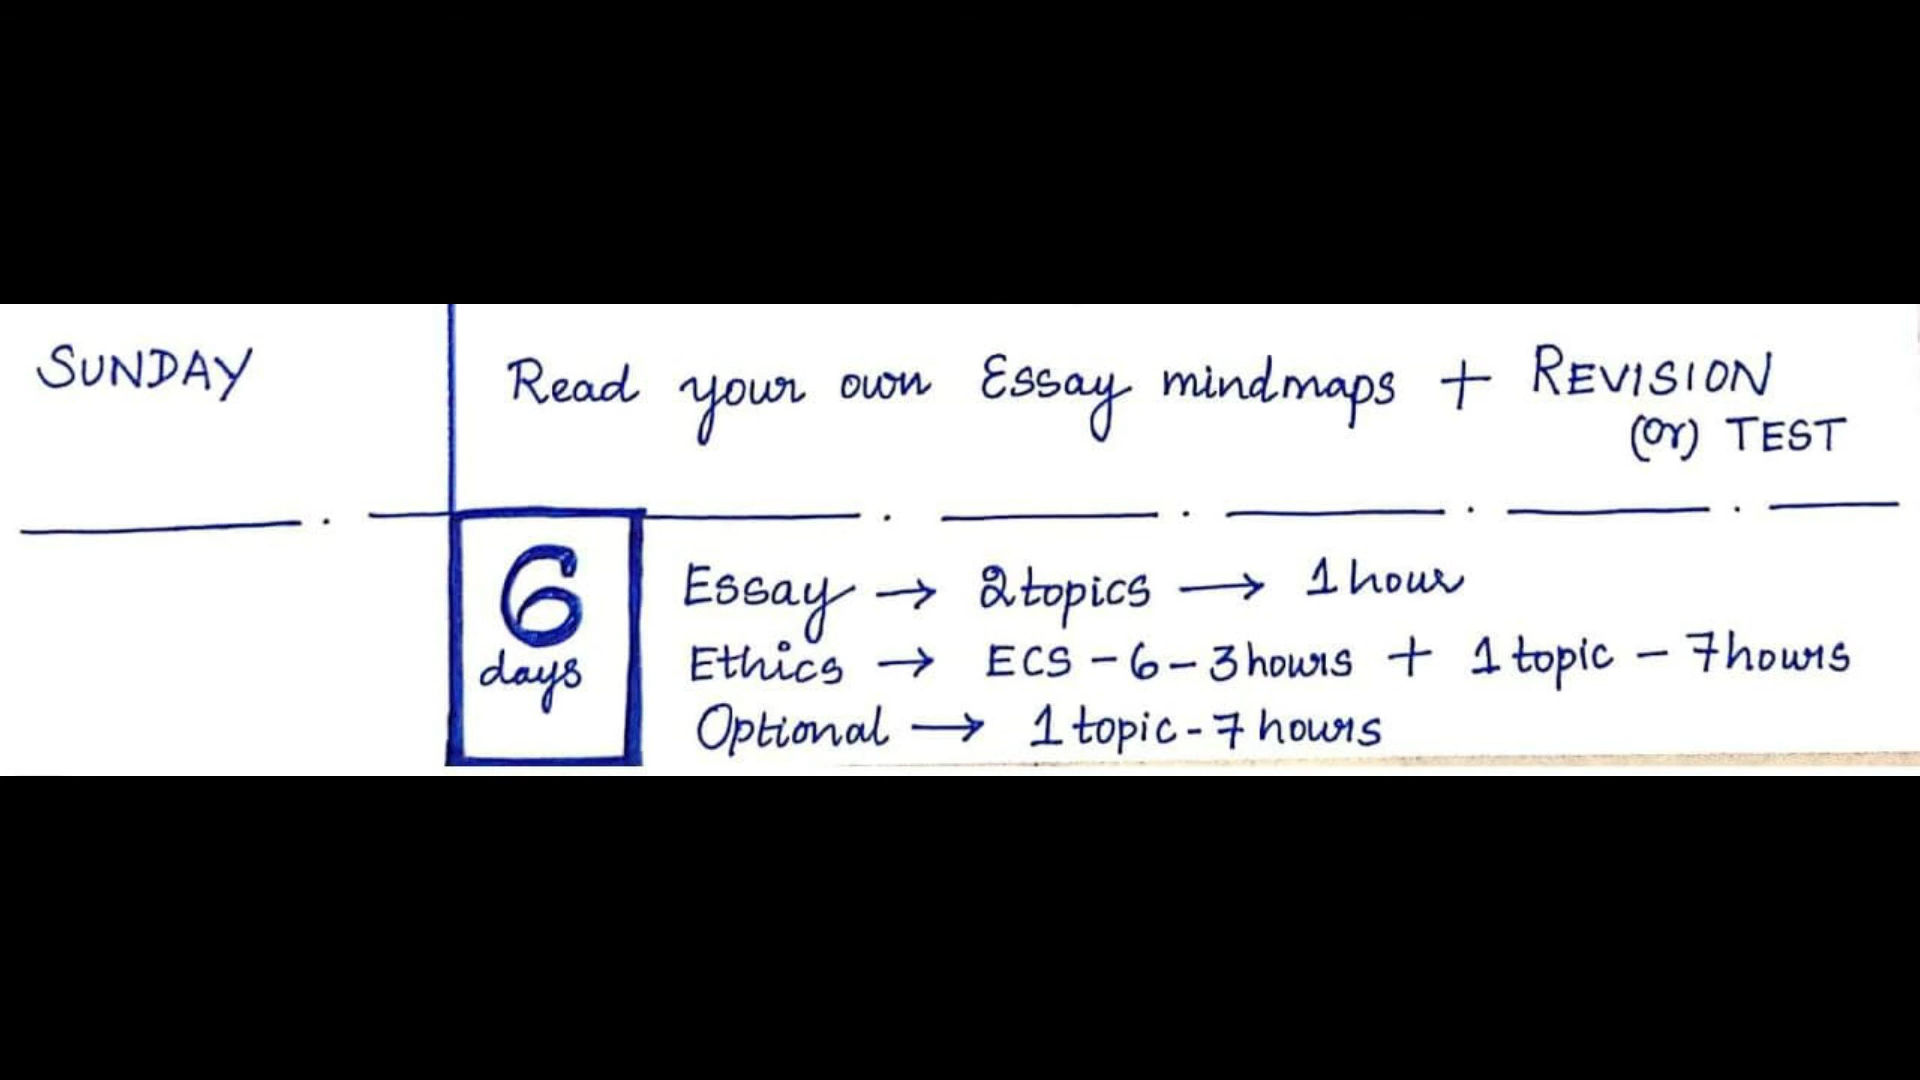 SUNDAY
Read your own Essay mindmaps + REVISION
(or) TEST
6
days
Essay → 2 topics → 1 hour
Ethics → ECS - 6 - 3 hours + 1 topic - 7 hours
Optional → 1 topic - 7 hours